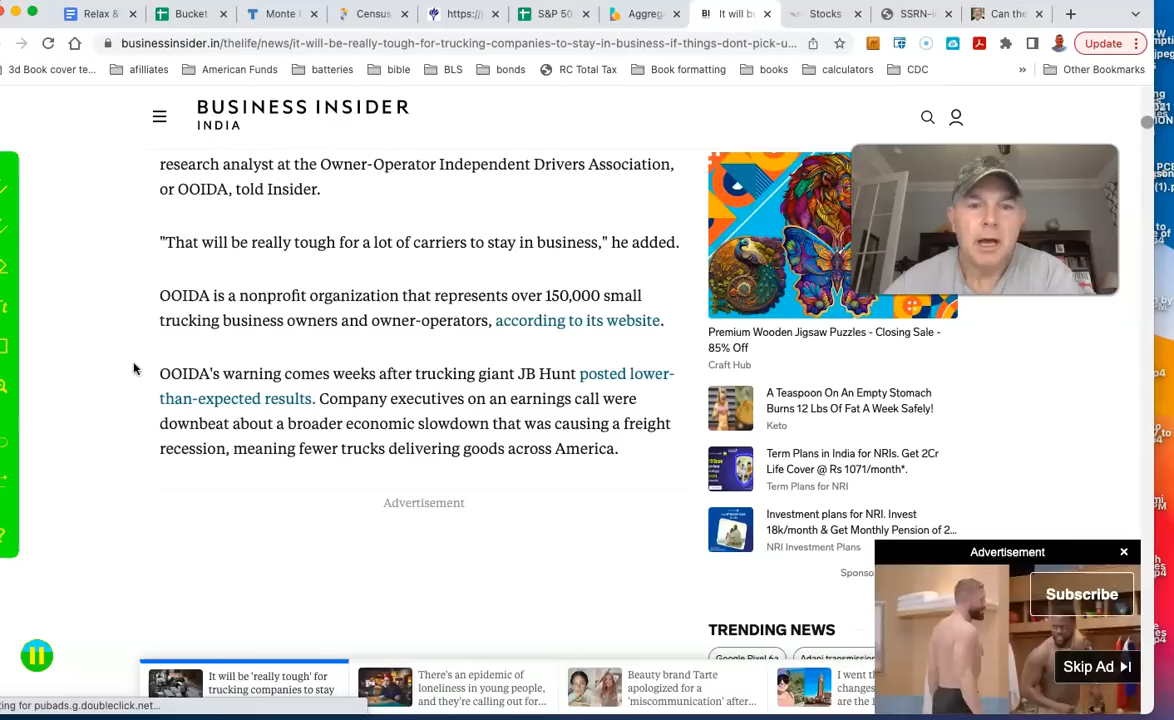 Relax &
Bucket
Monte
Census
https:/
S&P 50
Aggreg
It will be
Stocks
SSRN-i
Can the
businessinsider.in/thelife/news/it-will-be-really-tough-for-trucking-companies-to-stay-in-business-if-things-dont-pick-u...
Update
3d Book cover te...
afilliates
American Funds
batteries
bible
BLS
bonds
RC Total Tax
Book formatting
books
calculators
CDC
»
Other Bookmarks
BUSINESS INSIDER
INDIA
research analyst at the Owner-Operator Independent Drivers Association,
or OOIDA, told Insider.
"That will be really tough for a lot of carriers to stay in business," he added.
OOIDA is a nonprofit organization that represents over 150,000 small
trucking business owners and owner-operators, according to its website.
OOIDA's warning comes weeks after trucking giant JB Hunt posted lower-
than-expected results. Company executives on an earnings call were
downbeat about a broader economic slowdown that was causing a freight
recession, meaning fewer trucks delivering goods across America.
Advertisement
Premium Wooden Jigsaw Puzzles - Closing Sale -
85% Off
Craft Hub
A Teaspoon On An Empty Stomach
Burns 12 Lbs Of Fat A Week Safely!
Keto
Term Plans in India for NRIs. Get 2Cr
Life Cover @ Rs 1071/month*.
Term Plans for NRI
Investment plans for NRI. Invest
18k/month & Get Monthly Pension of 2...
NRI Investment Plans
Sponso
TRENDING NEWS
Google Pixel 6a
Adani transmission
Advertisement
Subscribe
Skip Ad
It will be 'really tough' for
trucking companies to stay
There's an epidemic of
loneliness in young people,
and they're calling out for...
Beauty brand Tarte
apologized for a
'miscommunication' after...
I went t
changes
are the
ing for pubads.g.doubleclick.net...